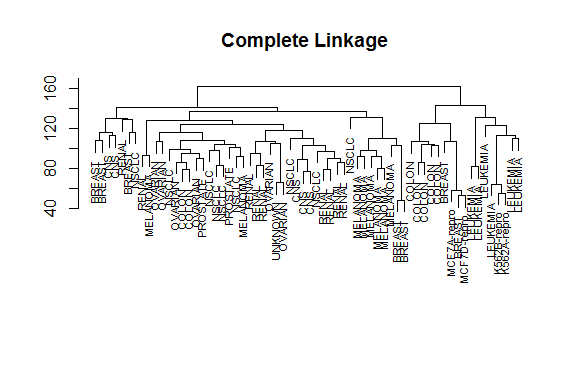 Complete Linkage
160
120
80
40
BREAST
BREAST
CNS
CNS
RENAL
BREAST
NSCLC
RENAL
MELANOMA
OVARIAN
OVARIAN
NSCLC
OVARIAN
COLON
COLON
OVARIAN
PROSTATE
NSCLC
NSCLC
NSCLC
PROSTATE
NSCLC
MELANOMA
RENAL
RENAL
RENAL
OVARIAN
UNKNOWN
OVARIAN
NSCLC
CNS
CNS
CNS
NSCLC
RENAL
RENAL
RENAL
RENAL
NSCLC
MELANOMA
MELANOMA
MELANOMA
MELANOMA
MELANOMA
MELANOMA
BREAST
BREAST
COLON
COLON
COLON
COLON
COLON
BREAST
MCF7A-repro
BREAST
MCF7D-repro
LEUKEMIA
LEUKEMIA
LEUKEMIA
LEUKEMIA
K562B-repro
K562A-repro
LEUKEMIA
LEUKEMIA